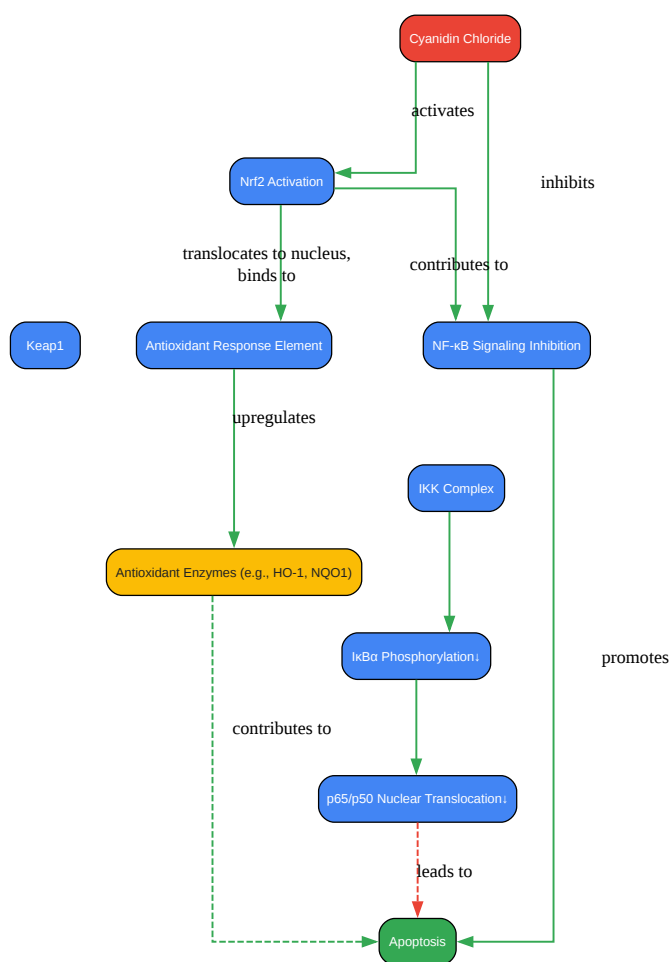 Cyanidin Chloride
activates
Nrf2 Activation
inhibits
translocates to nucleus,
binds to
contributes to
Keap1
Antioxidant Response Element
NF-κB Signaling Inhibition
upregulates
IKK Complex
Antioxidant Enzymes (e.g., HO-1, NQO1)
IκBα Phosphorylation↓
promotes
contributes to
p65/p50 Nuclear Translocation↓
leads to
Apoptosis